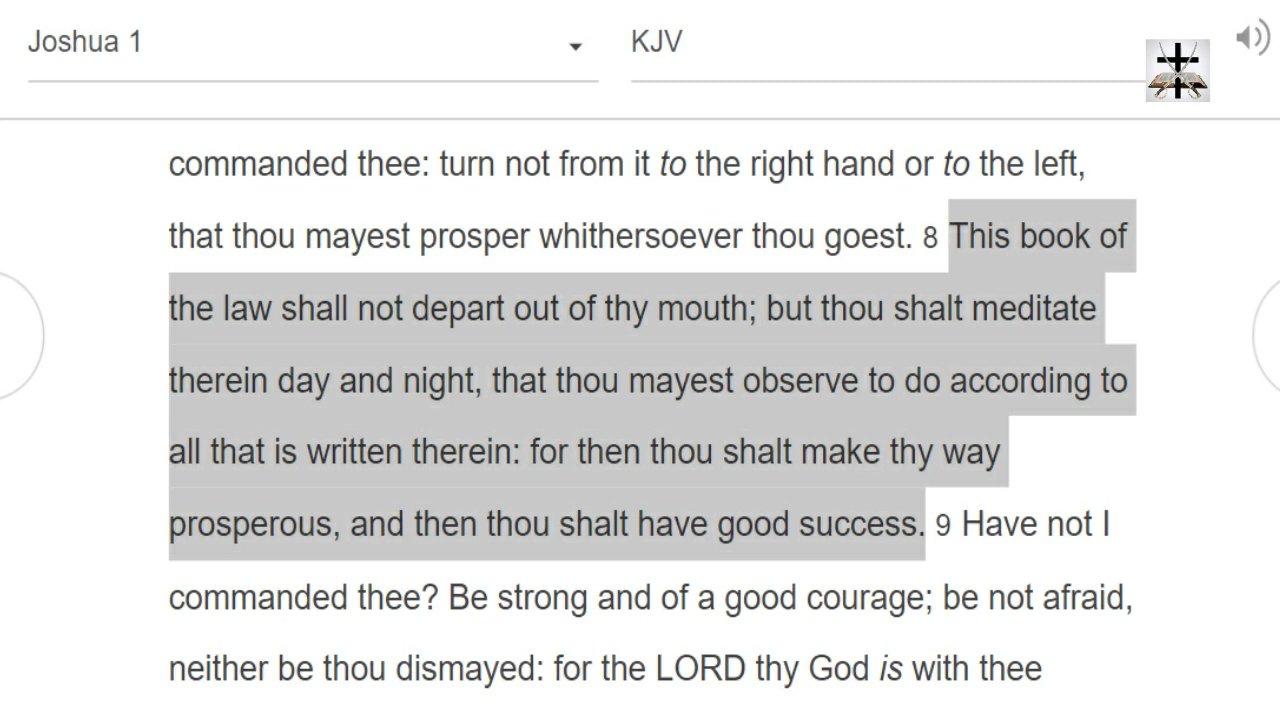 Joshua 1
KJV
commanded thee: turn not from it to the right hand or to the left,
that thou mayest prosper whithersoever thou goest. 8 This book of
the law shall not depart out of thy mouth; but thou shalt meditate
therein day and night, that thou mayest observe to do according to
all that is written therein: for then thou shalt make thy way
prosperous, and then thou shalt have good success. 9 Have not I
commanded thee? Be strong and of a good courage; be not afraid,
neither be thou dismayed: for the LORD thy God is with thee